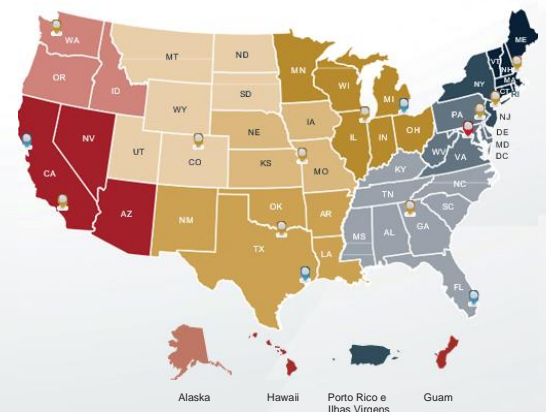 WA
OR
ID
MT
ND
SD
WY
NE
NV
UT
CO
KS
CA
AZ
NM
OK
TX
MN
IA
MO
AR
LA
WI
MI
IL
IN
OH
KY
TN
MS
AL
GA
NC
SC
FL
WV
VA
PA
NY
VT
NH
ME
MA
CT
RI
NJ
DE
MD
DC
Alaska
Hawaii
Porto Rico e
Ilhas Virgens
Guam